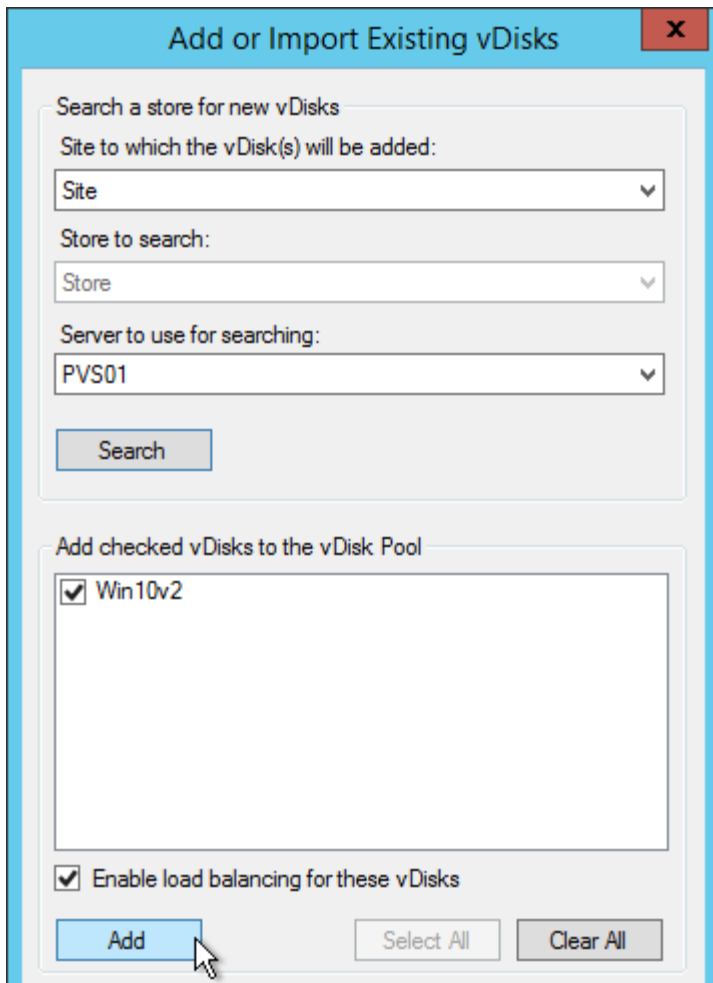 Add or Import Existing vDisks
x
Search a store for new vDisks
Site to which the vDisk(s) will be added:
Site
Store to search:
Store
Server to use for searching:
PVS01
Search
Add checked vDisks to the vDisk Pool
Win10v2
Enable load balancing for these vDisks
Add Select All Clear All